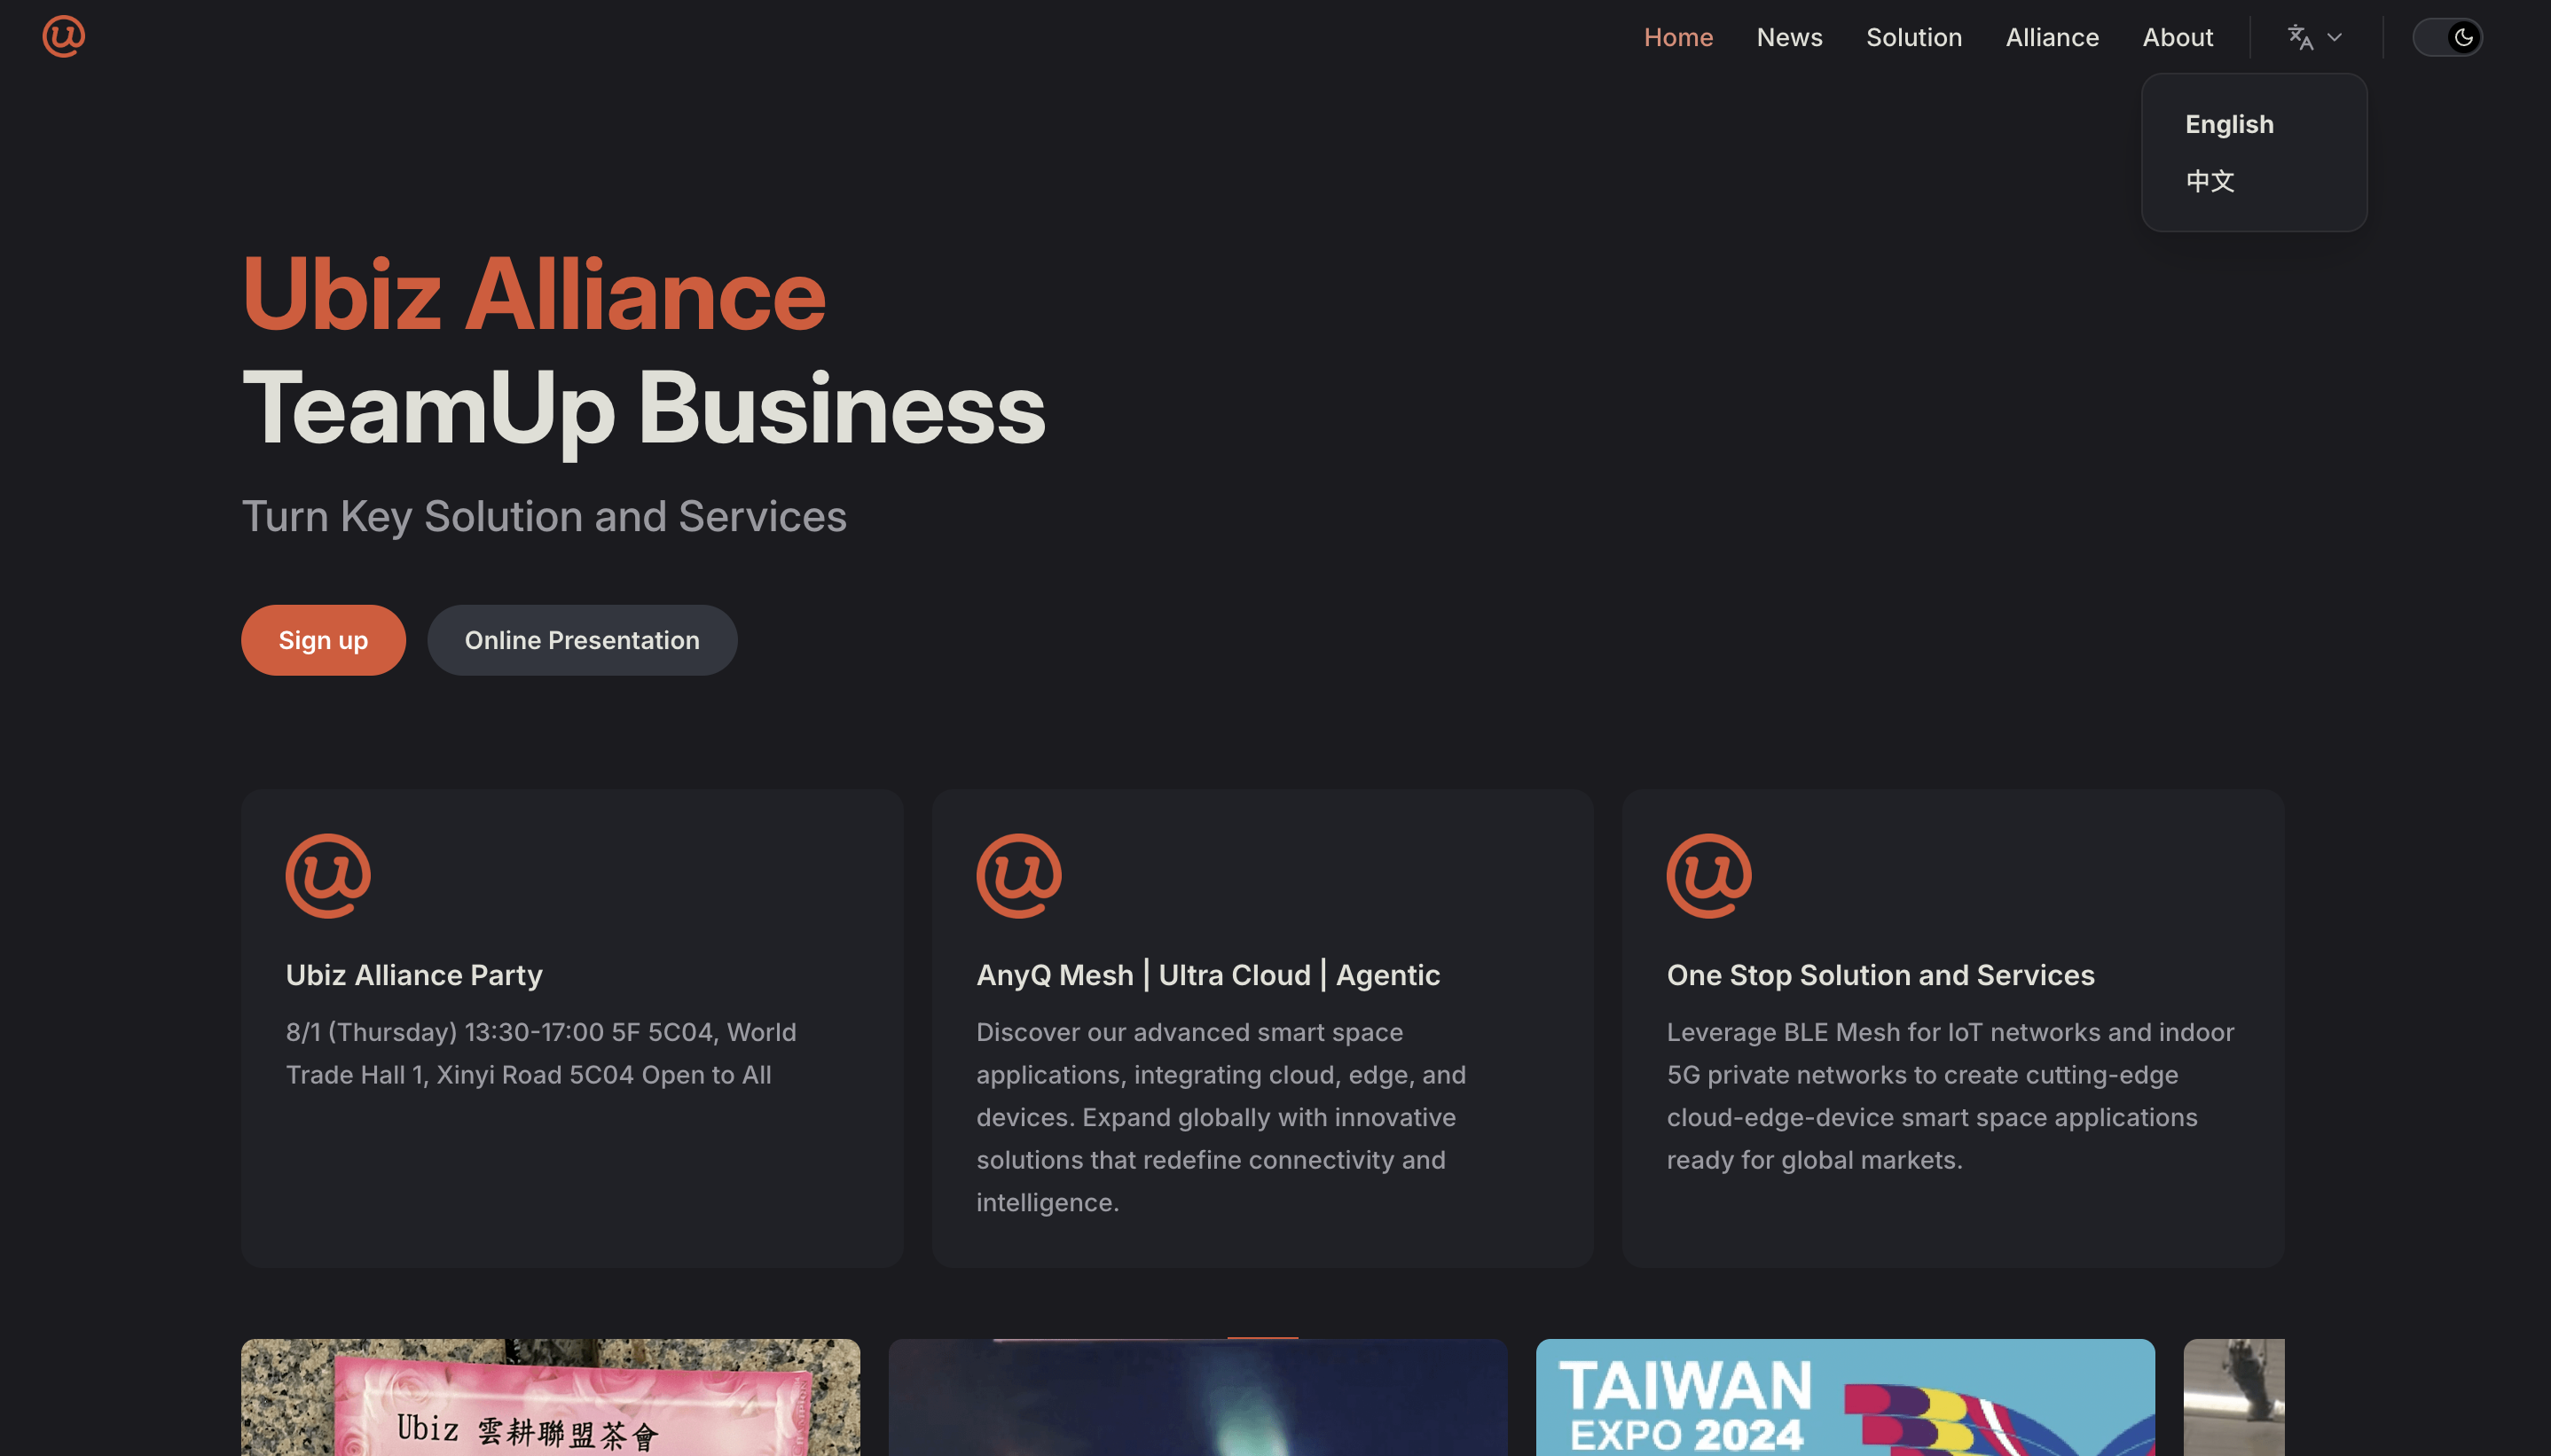 Home News Solution Alliance About
English
中文
Ubiz Alliance
TeamUp Business
Turn Key Solution and Services
Sign up Online Presentation
Ubiz Alliance Party
8/1 (Thursday) 13:30-17:00 5F 5C04, World
Trade Hall 1, Xinyi Road 5C04 Open to All
AnyQ Mesh | Ultra Cloud | Agentic
Discover our advanced smart space
applications, integrating cloud, edge, and
devices. Expand globally with innovative
solutions that redefine connectivity and
intelligence.
One Stop Solution and Services
Leverage BLE Mesh for IoT networks and indoor
5G private networks to create cutting-edge
cloud-edge-device smart space applications
ready for global markets.
Ubiz 雲耕聯盟茶會
TAIWAN
EXPO 2024